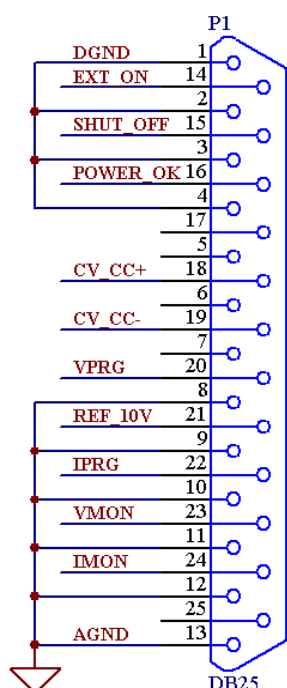 P1
DGND 1
EXT_ON 14
2
SHUT_OFF 15
3
POWER_OK 16
4
17
5
CV_CC+ 18
6
CV_CC- 19
7
VPRG 20
8
REF_10V 21
9
IPRG 22
10
VMON 23
11
IMON 24
12
25
AGND 13
DB25